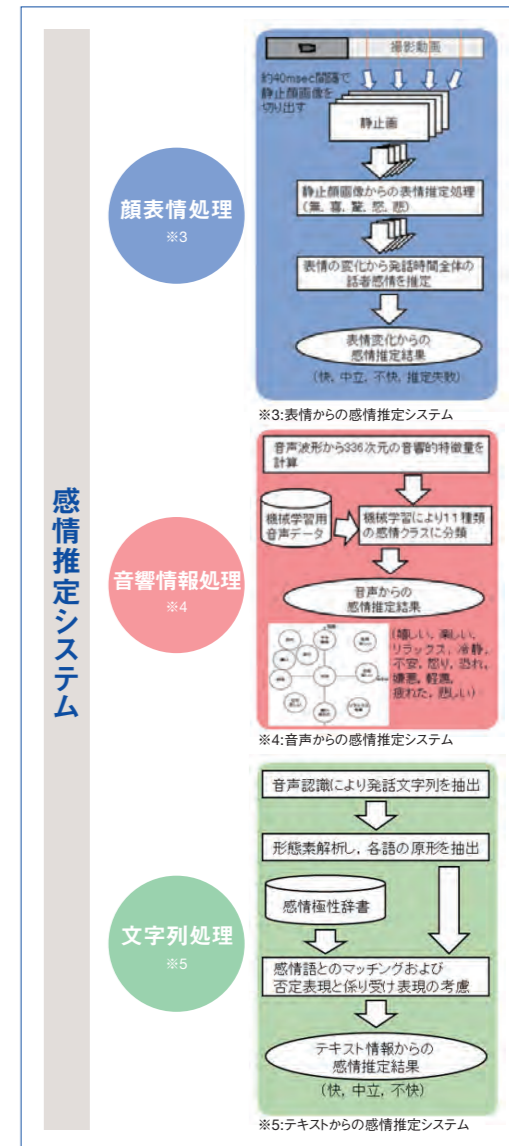 感情推定システム
顔表情処理
※3
撮影動画
約40msec間隔で
静止顔画像を
切り出す
静止画
静止顔画像からの表情推定処理
(無, 喜, 驚, 怒, 悲)
表情の変化から発話時間全体の
話者感情を推定
表情変化からの
感情推定結果
(快, 中立, 不快, 推定失敗)
※3:表情からの感情推定システム
音響情報処理
※4
音声波形から336次元の音響的特徴量を
計算
機械学習用
音声データ
機械学習により11種類
の感情クラスに分類
音声からの
感情推定結果
(嬉しい, 楽しい,
リラックス, 冷静,
不安, 怒り, 恐れ,
嫌悪, 軽蔑,
疲れた, 悲しい)
※4:音声からの感情推定システム
文字列処理
※5
音声認識により発話文字列を抽出
形態素解析し, 各語の原形を抽出
感情極性辞書
感情語とのマッチングおよび
否定表現と係り受け表現の考慮
テキスト情報からの
感情推定結果
(快, 中立, 不快)
※5:テキストからの感情推定システム